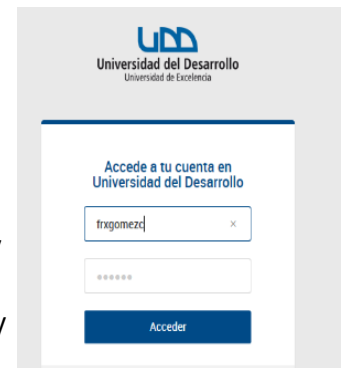 UDD
Universidad del Desarrollo
Universidad de Excelencia
Accede a tu cuenta en
Universidad del Desarrollo
frxgomezc
Acceder
y